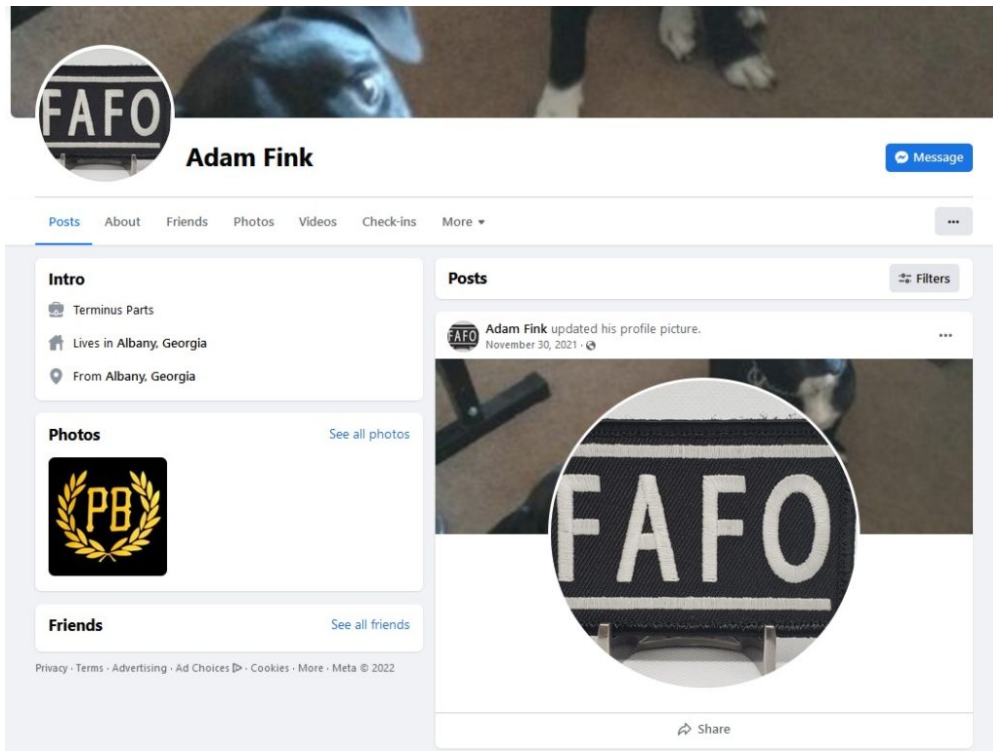 FAFO
Adam Fink
Message
Posts About Friends Photos Videos Check-ins More
Intro
Terminus Parts
Lives in Albany, Georgia
From Albany, Georgia
Photos
See all photos
PB
Friends
See all friends
Privacy · Terms · Advertising · Ad Choices · Cookies · More · Meta © 2022
Posts
Filters
FAFO
Adam Fink updated his profile picture.
November 30, 2021 ·
FAFO
Share